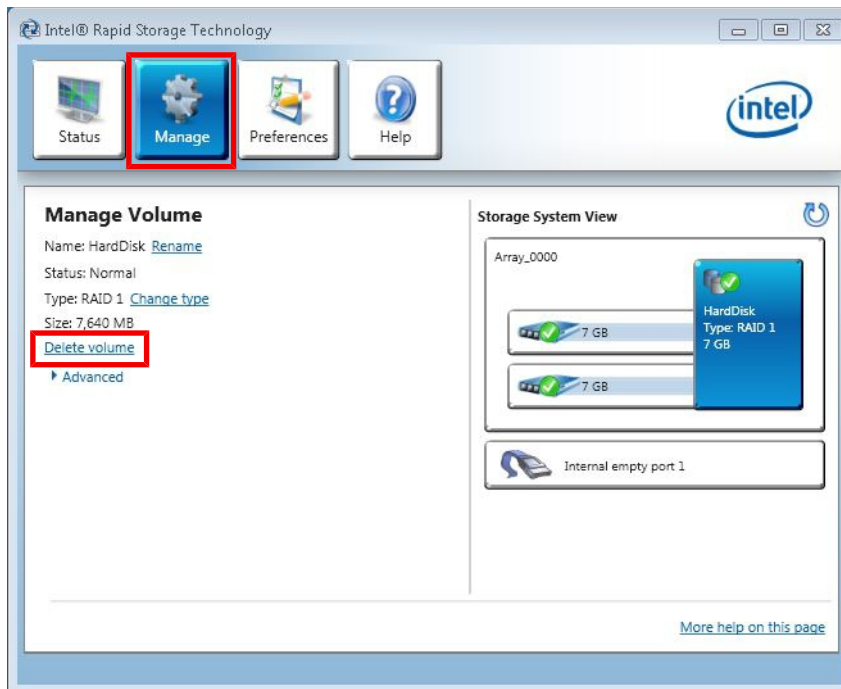 Intel® Rapid Storage Technology
Status
Manage
Preferences
Help
intel
Manage Volume
Name: HardDisk Rename
Status: Normal
Type: RAID 1 Change type
Size: 7,640 MB
Delete volume
Advanced
Storage System View
Array_0000
7 GB
7 GB
HardDisk
Type: RAID 1
7 GB
Internal empty port 1
More help on this page